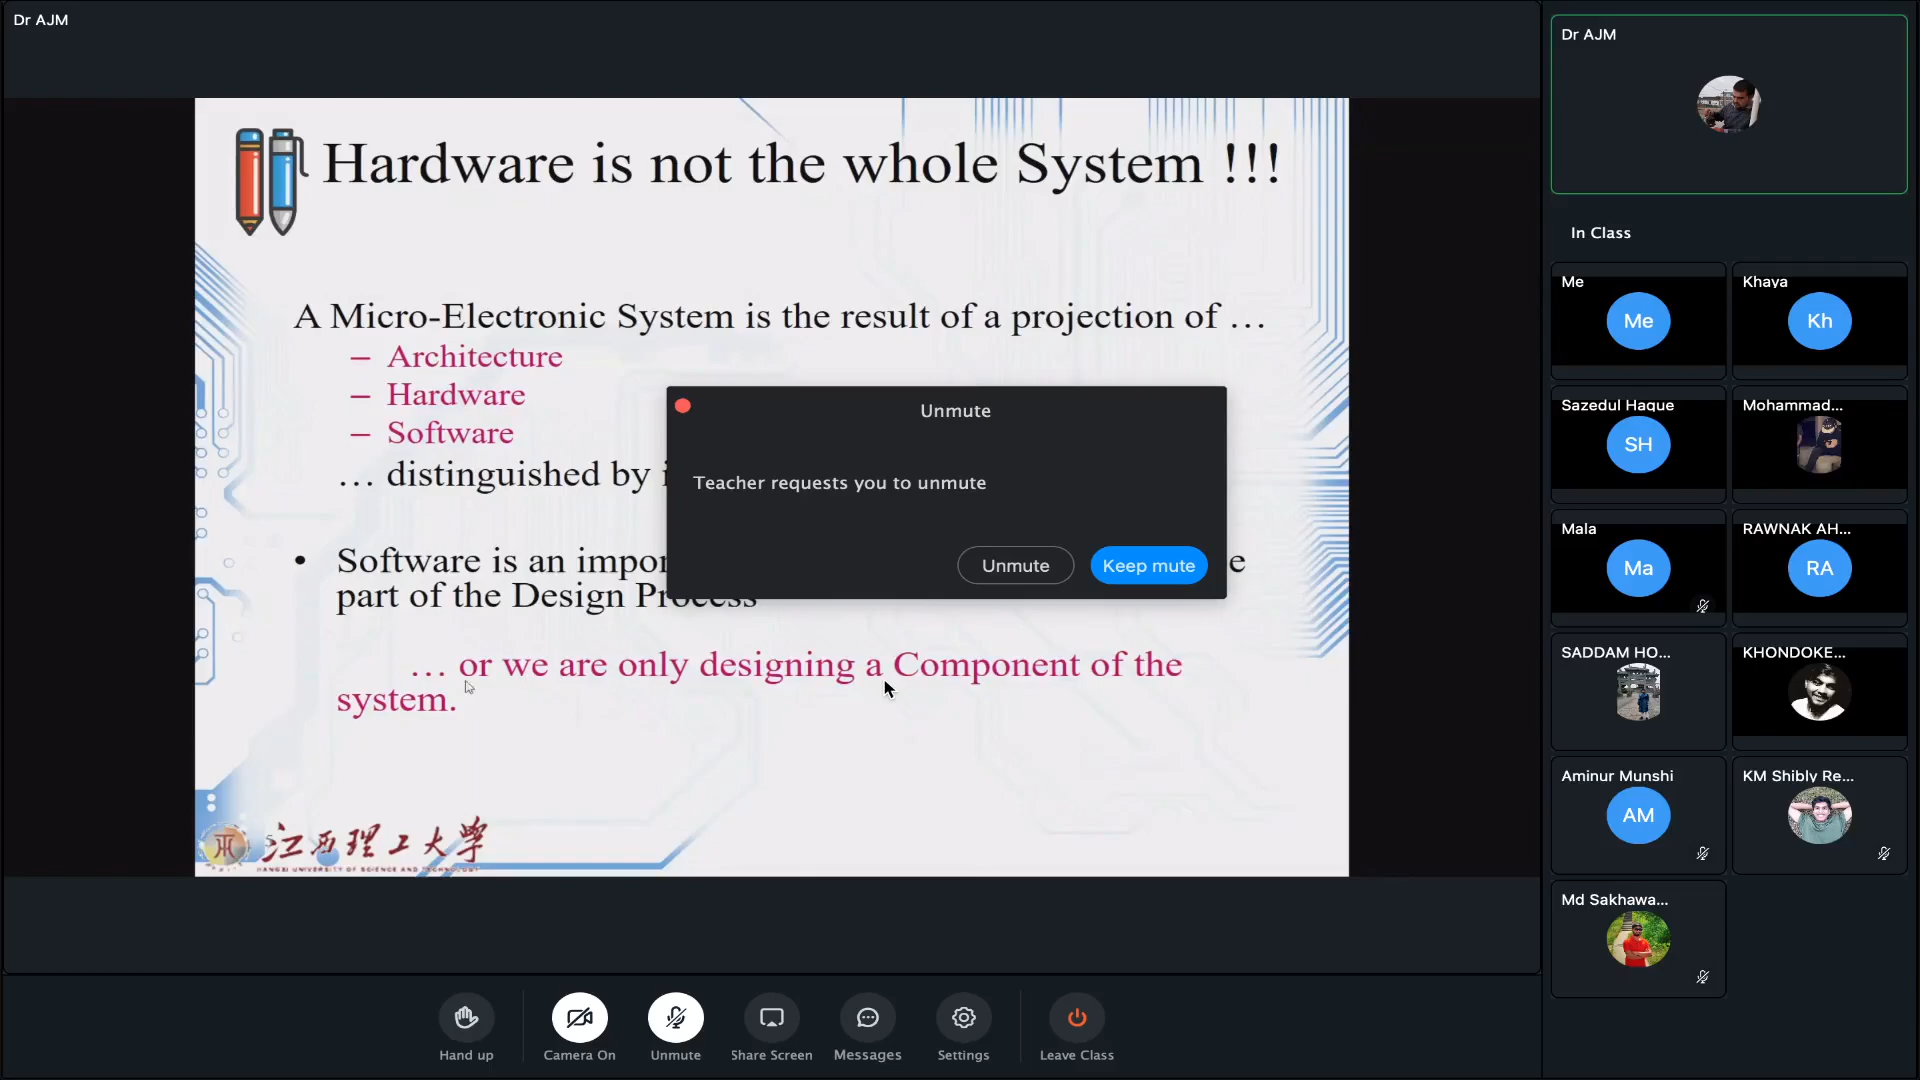 Dr AJM
Hardware is not the whole System !!!
A Micro-Electronic System is the result of a projection of …
– Architecture
– Hardware
– Software
… distinguished by
• Software is an impor
e
part of the Design Process
… or we are only designing a Component of the
system.
5
江西理工大学
JIANGXI UNIVERSITY OF SCIENCE AND TECHNOLOGY
Unmute
Teacher requests you to unmute
Unmute
Keep mute
Dr AJM
In Class
Me
Me
Khaya
Kh
Sazedul Haque
SH
Mohammad...
Mala
Ma
RAWNAK AH...
RA
SADDAM HO...
KHONDOKE...
Aminur Munshi
AM
KM Shibly Re...
Md Sakhawa...
Hand up
Camera On
Unmute
Share Screen
Messages
Settings
Leave Class